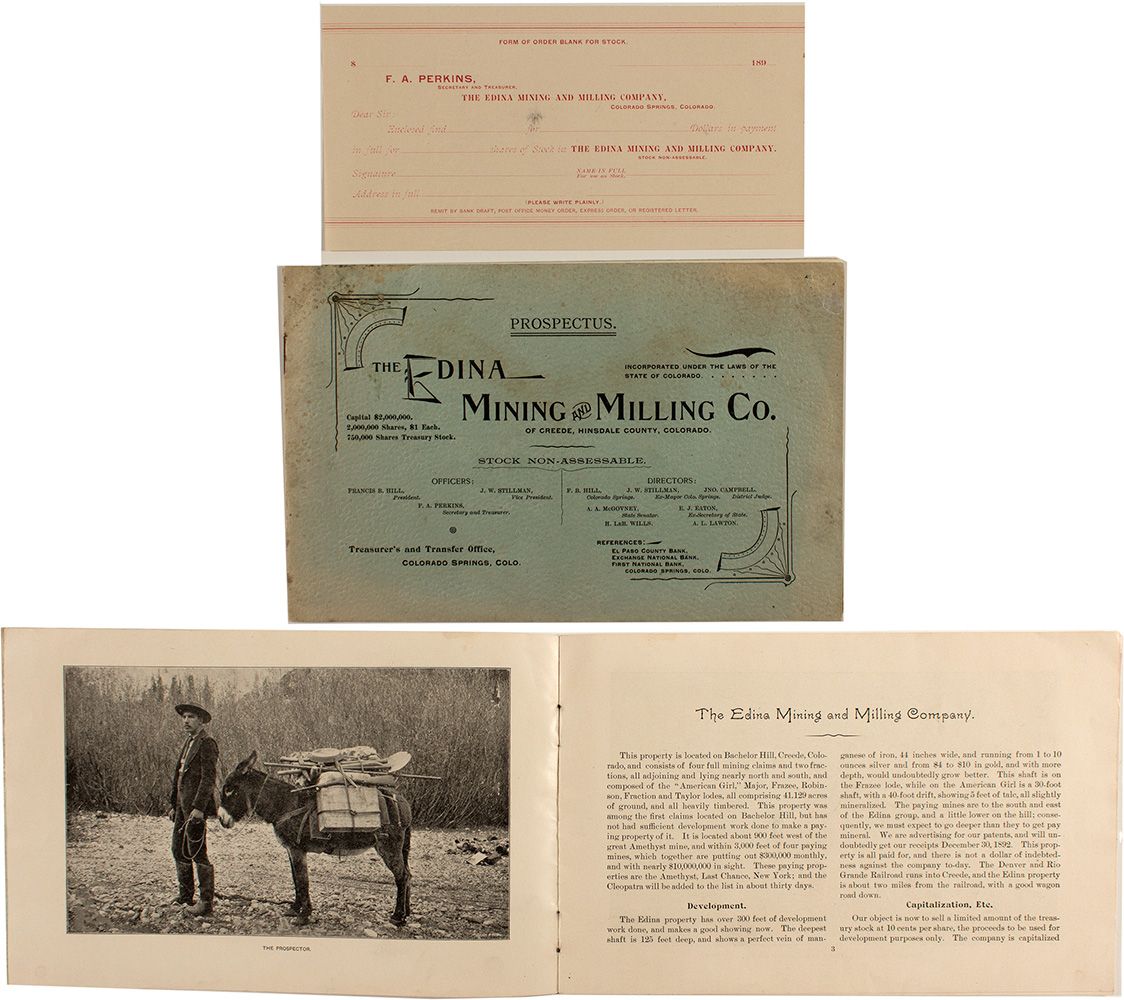 FORM OF ORDER BLANK FOR STOCK.
$ 189
F. A. PERKINS,
SECRETARY AND TREASURER,
THE EDINA MINING AND MILLING COMPANY,
COLORADO SPRINGS, COLORADO.
Dear Sir:
Enclosed find for Dollars in payment
in full for shares of Stock in THE EDINA MINING AND MILLING COMPANY.
STOCK NON-ASSESSABLE.
Signature NAME IN FULL
For use on Stock.
Address in full
(PLEASE WRITE PLAINLY.)
REMIT BY BANK DRAFT, POST OFFICE MONEY ORDER, EXPRESS ORDER, OR REGISTERED LETTER.
PROSPECTUS.
THE EDINA
INCORPORATED UNDER THE LAWS OF THE
STATE OF COLORADO. . . . . . . .
MINING AND MILLING CO.
OF CREEDE, HINSDALE COUNTY, COLORADO.
Capital $2,000,000.
2,000,000 Shares, $1 Each.
750,000 Shares Treasury Stock.
STOCK NON-ASSESSABLE.
OFFICERS:
FRANCIS B. HILL, J. W. STILLMAN,
President. Vice President.
F. A. PERKINS,
Secretary and Treasurer.
DIRECTORS:
F. B. HILL, J. W. STILLMAN, JNO. CAMPBELL,
Colorado Springs. Ex-Mayor Colo. Springs. District Judge.
A. A. McGOVNEY, E. J. EATON,
State Senator. Ex-Secretary of State.
H. LeB. WILLS. A. L. LAWTON.
Treasurer's and Transfer Office,
COLORADO SPRINGS, COLO.
REFERENCES:
EL PASO COUNTY BANK,
EXCHANGE NATIONAL BANK,
FIRST NATIONAL BANK,
COLORADO SPRINGS, COLO.
THE PROSPECTOR.
The Edina Mining and Milling Company.
This property is located on Bachelor Hill, Creede, Colo-
rado, and consists of four full mining claims and two frac-
tions, all adjoining and lying nearly north and south, and
composed of the "American Girl," Major, Frazee, Robin-
son, Fraction and Taylor lodes, all comprising 41.129 acres
of ground, and all heavily timbered. This property was
among the first claims located on Bachelor Hill, but has
not had sufficient development work done to make a pay-
ing property of it. It is located about 900 feet west of the
great Amethyst mine, and within 3,000 feet of four paying
mines, which together are putting out $300,000 monthly,
and with nearly $10,000,000 in sight. These paying prop-
erties are the Amethyst, Last Chance, New York; and the
Cleopatra will be added to the list in about thirty days.
Development.
The Edina property has over 300 feet of development
work done, and makes a good showing now. The deepest
shaft is 125 feet deep, and shows a perfect vein of man-
ganese of iron, 44 inches wide, and running from 1 to 10
ounces silver and from $4 to $10 in gold, and with more
depth, would undoubtedly grow better. This shaft is on
the Frazee lode, while on the American Girl is a 30-foot
shaft, with a 40-foot drift, showing 5 feet of talc, all slightly
mineralized. The paying mines are to the south and east
of the Edina group, and a little lower on the hill; conse-
quently, we must expect to go deeper than they to get pay
mineral. We are advertising for our patents, and will un-
doubtedly get our receipts December 30, 1892. This prop-
erty is all paid for, and there is not a dollar of indebted-
ness against the company to-day. The Denver and Rio
Grande Railroad runs into Creede, and the Edina property
is about two miles from the railroad, with a good wagon
road down.
Capitalization, Etc.
Our object is now to sell a limited amount of the treas-
ury stock at 10 cents per share, the proceeds to be used for
development purposes only. The company is capitalized
3